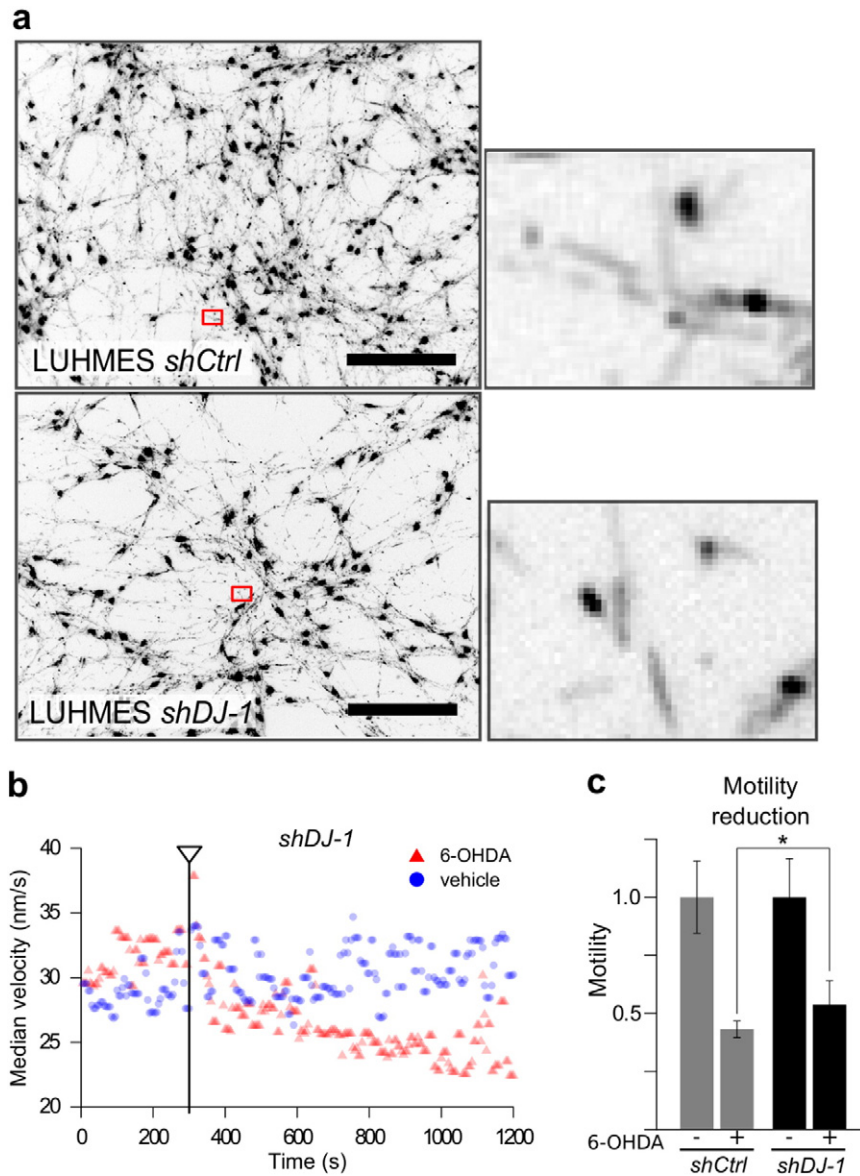 a
LUHMES shCtrl
LUHMES shDJ-1
b
shDJ-1
6-OHDA
vehicle
Median velocity (nm/s)
40
35
30
25
20
0 200 400 600 800 1000 1200
Time (s)
c
Motility
reduction
*
Motility
1.0
0.5
6-OHDA - + - +
shCtrl shDJ-1